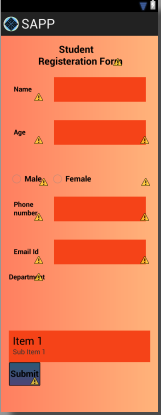 SAPP
Student
Registeration Form
Name
Age
Male
Female
Phone
number
Email Id
Department
Item 1
Sub Item 1
Submit